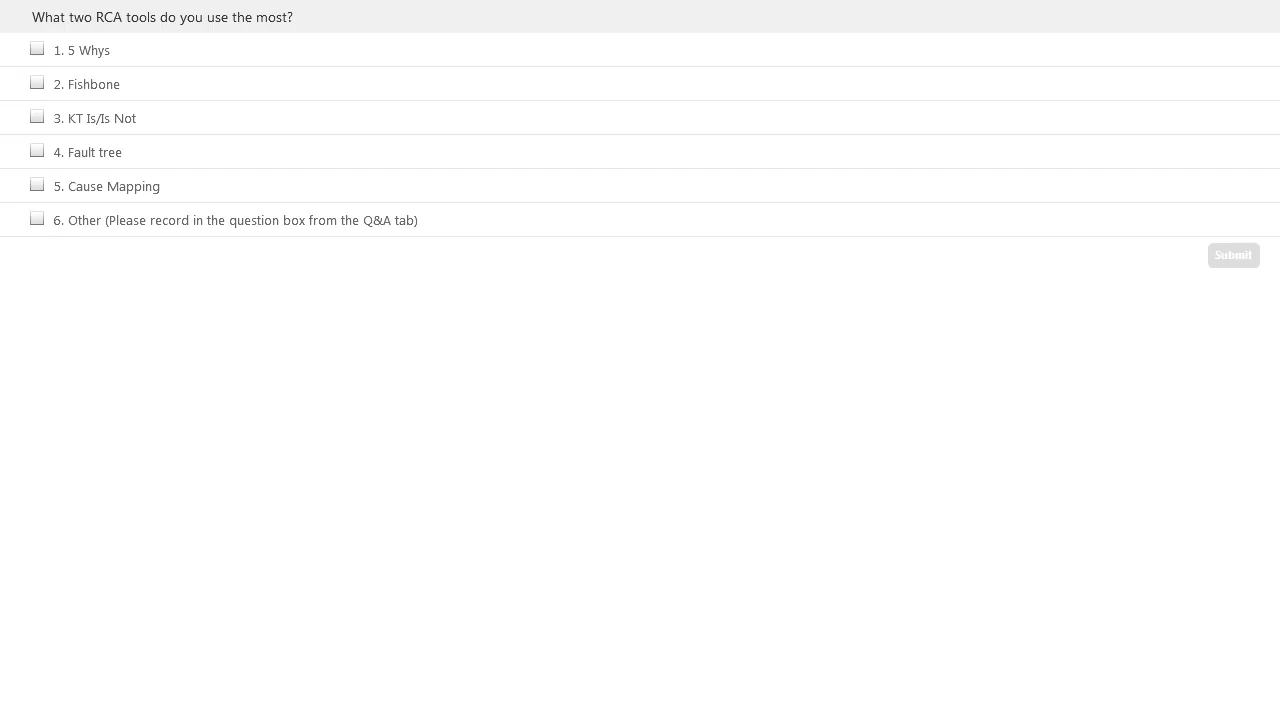 What two RCA tools do you use the most?
1. 5 Whys
2. Fishbone
3. KT Is/Is Not
4. Fault tree
5. Cause Mapping
6. Other (Please record in the question box from the Q&A tab)
Submit